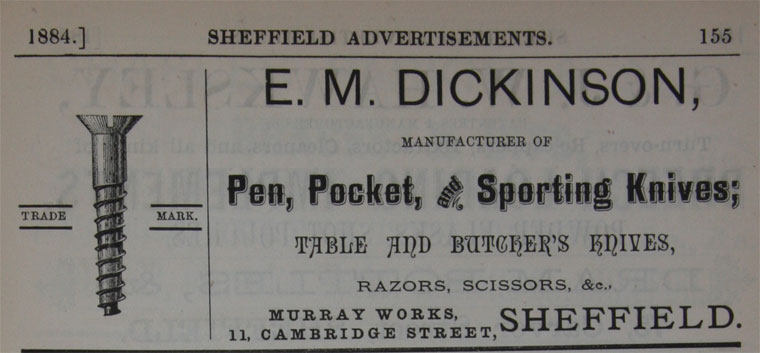 1884.] SHEFFIELD ADVERTISEMENTS. 155
E. M. DICKINSON,
MANUFACTURER OF
Pen, Pocket, and Sporting Knives;
TRADE MARK.
TABLE AND BUTCHER'S KNIVES,
RAZORS, SCISSORS, &c.,
MURRAY WORKS,
11, CAMBRIDGE STREET, SHEFFIELD.